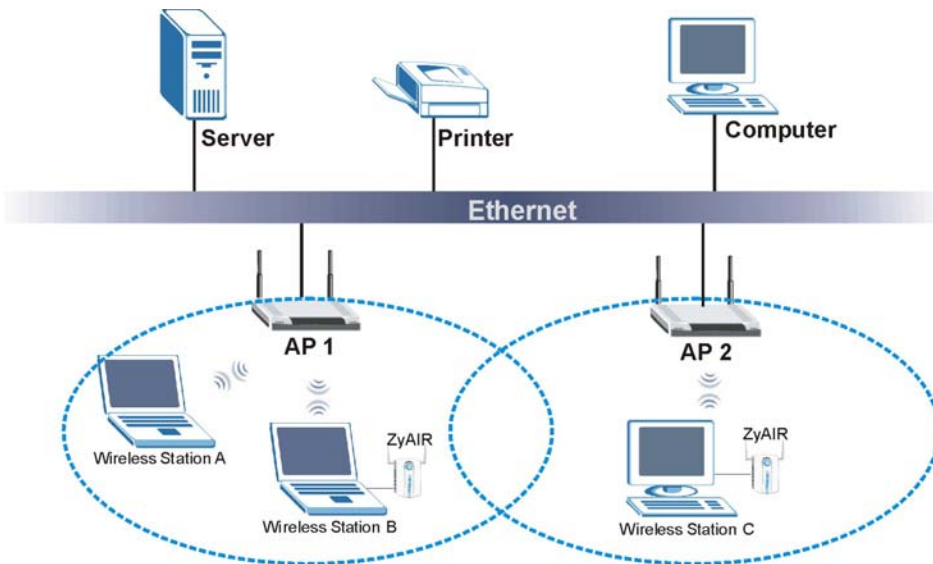 Server
Printer
Computer
Ethernet
AP 1
AP 2
Wireless Station A
ZyAIR
Wireless Station B
ZyAIR
Wireless Station C